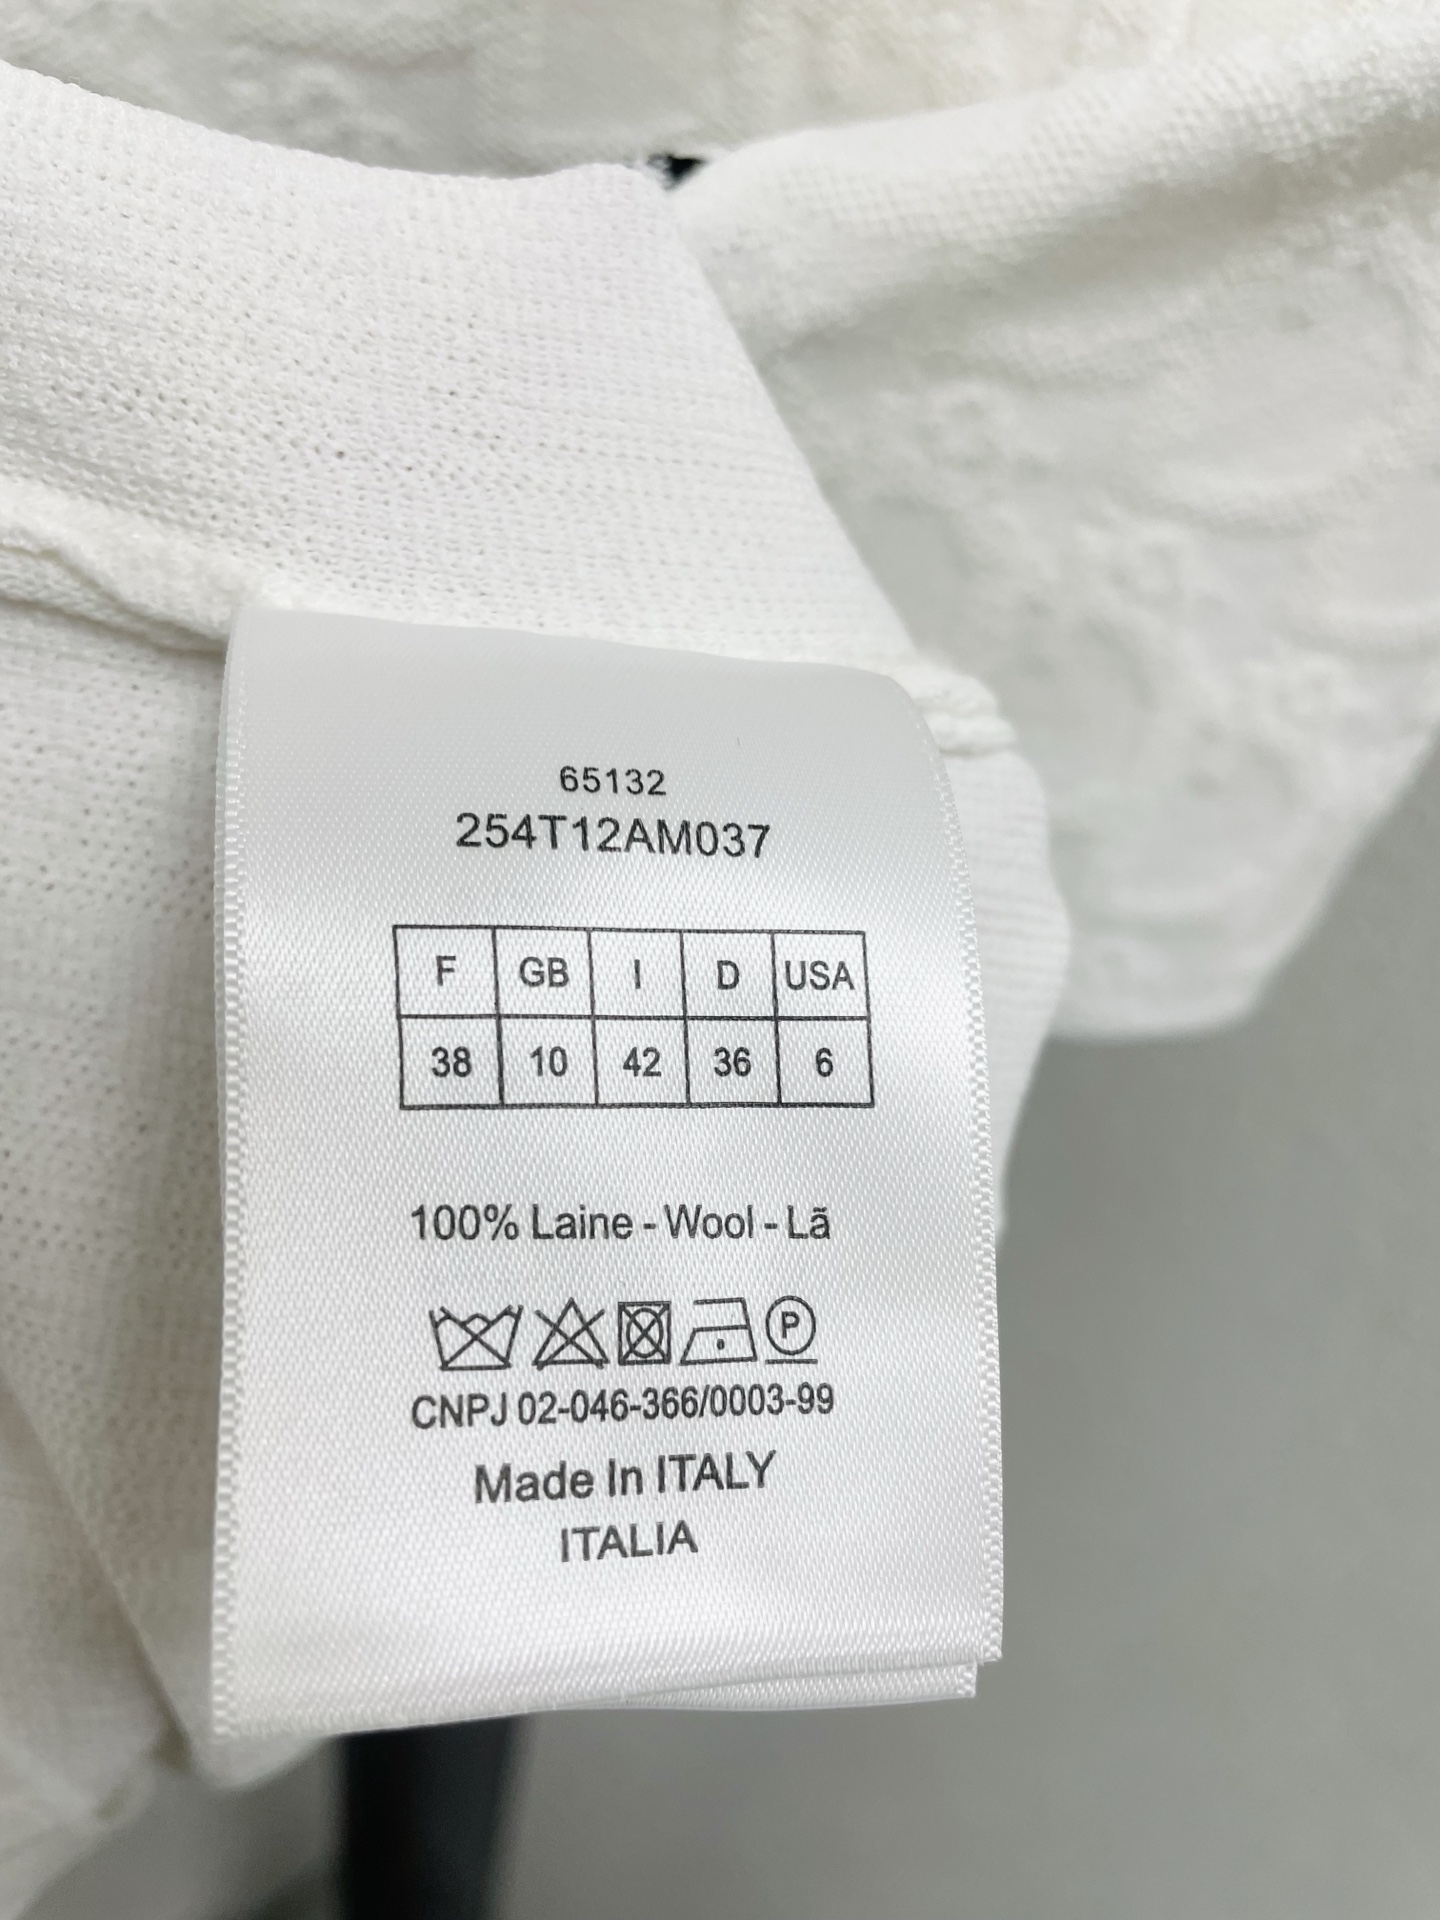 65132
254T12AM037
F GB I D USA
38 10 42 36 6
100% Laine - Wool - Lã
P
CNPJ 02-046-366/0003-99
Made In ITALY
ITALIA